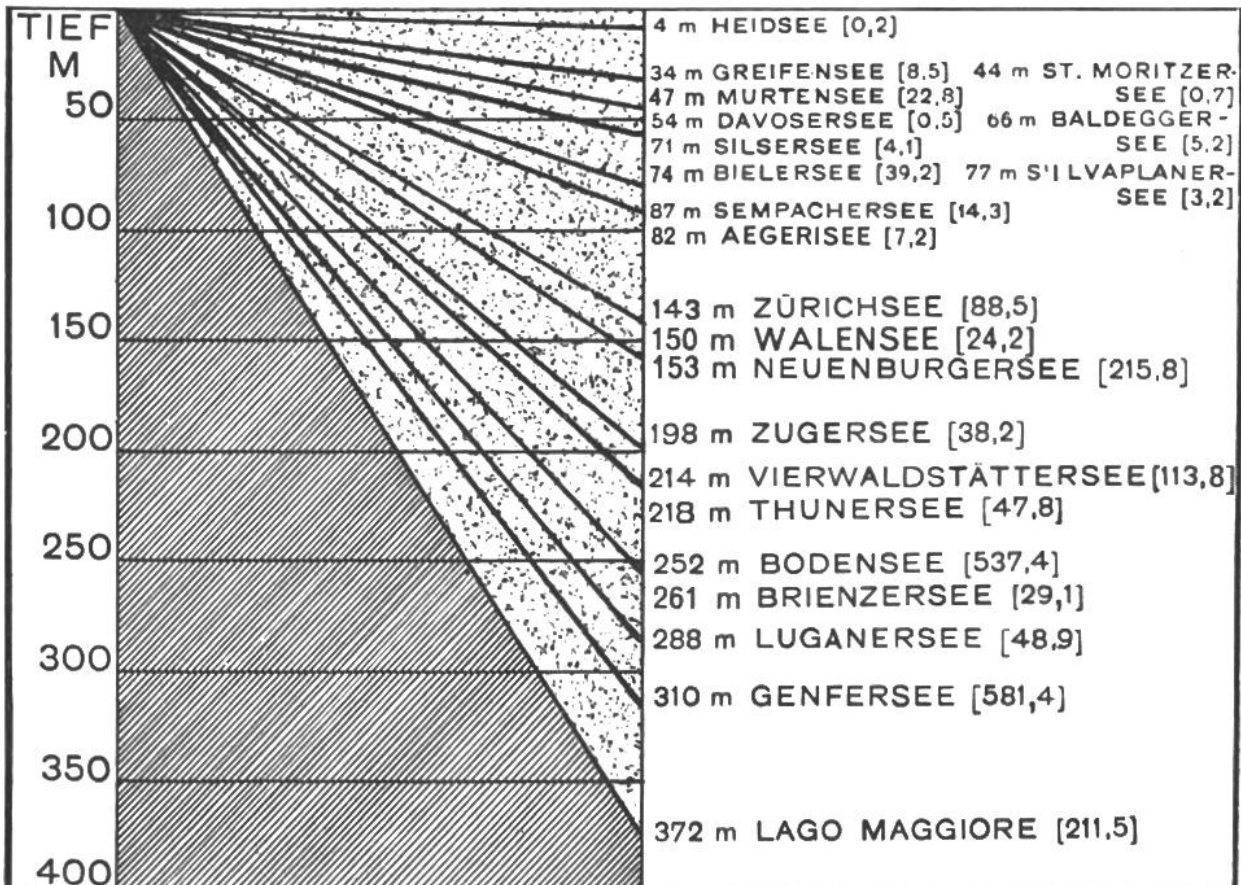 TIEF
M
50
100
150
200
250
300
350
400
4 m HEIDSEE [0,2]
34 m GREIFENSEE [8,5] 44 m ST. MORITZER-
47 m MURTENSEE [22,8] SEE [0,7]
54 m DAVOSERSEE [0,5] 66 m BALDEGGER-
71 m SILSERSEE [4,1] SEE [5,2]
74 m BIELERSEE [39,2] 77 m S'ILVAPLANER-
SEE [3,2]
87 m SEMPACHERSEE [14,3]
82 m AEGERISEE [7,2]
143 m ZÜRICHSEE [88,5]
150 m WALENSEE [24,2]
153 m NEUENBURGERSEE [215,8]
198 m ZUGERSEE [38,2]
214 m VIERWALDSTÄTTERSEE [113,8]
218 m THUNERSEE [47,8]
252 m BODENSEE [537,4]
261 m BRIENZERSEE [29,1]
288 m LUGANERSEE [48,9]
310 m GENFERSEE [581,4]
372 m LAGO MAGGIORE [211,5]